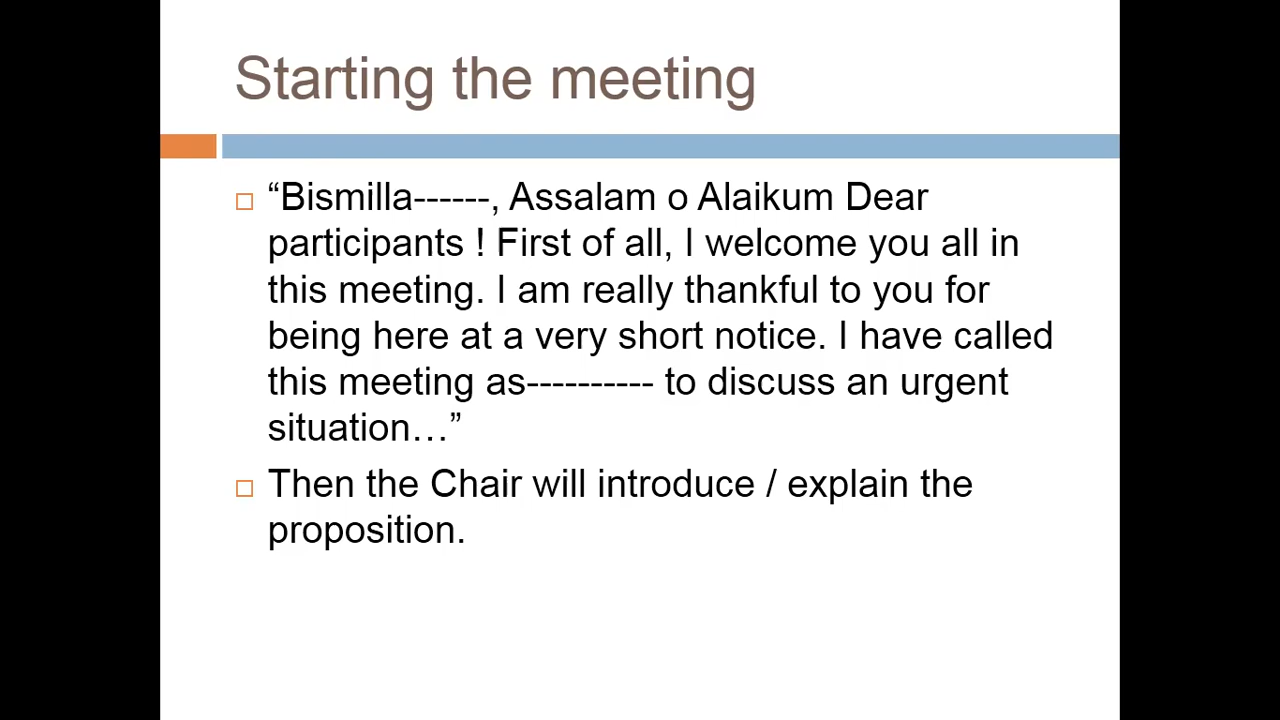 Starting the meeting
“Bismilla------, Assalam o Alaikum Dear
participants ! First of all, I welcome you all in
this meeting. I am really thankful to you for
being here at a very short notice. I have called
this meeting as---------- to discuss an urgent
situation…”
Then the Chair will introduce / explain the
proposition.